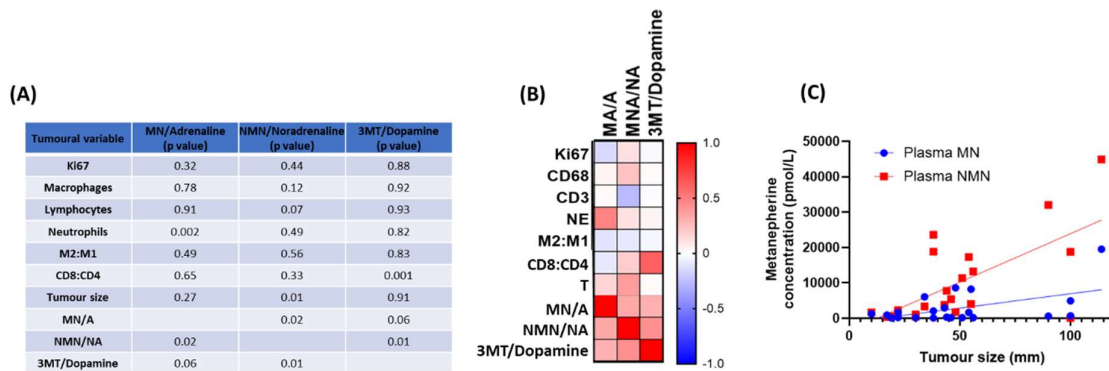 (A)
Tumoural variable MN/Adrenaline (p value) NMN/Noradrenaline (p value) 3MT/Dopamine (p value)
Ki67 0.32 0.44 0.88
Macrophages 0.78 0.12 0.92
Lymphocytes 0.91 0.07 0.93
Neutrophils 0.002 0.49 0.82
M2:M1 0.49 0.56 0.83
CD8:CD4 0.65 0.33 0.001
Tumour size 0.27 0.01 0.91
MN/A 0.02 0.06
NMN/NA 0.02 0.01
3MT/Dopamine 0.06 0.01
(B)
MA/A
MNA/NA
3MT/Dopamine
Ki67
CD68
CD3
NE
M2:M1
CD8:CD4
T
MN/A
NMN/NA
3MT/Dopamine
1.0
0.5
0
-0.5
-1.0
(C)
Plasma MN
Plasma NMN
Metanepherine
concentration (pmol/L)
50000
40000
30000
20000
10000
0
0 50 100
Tumour size (mm)